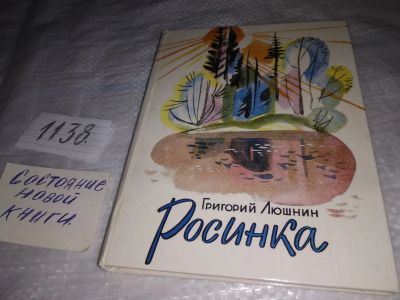 1138.
Состояние
новой
книги.
Григорий Люшнин
Росинка